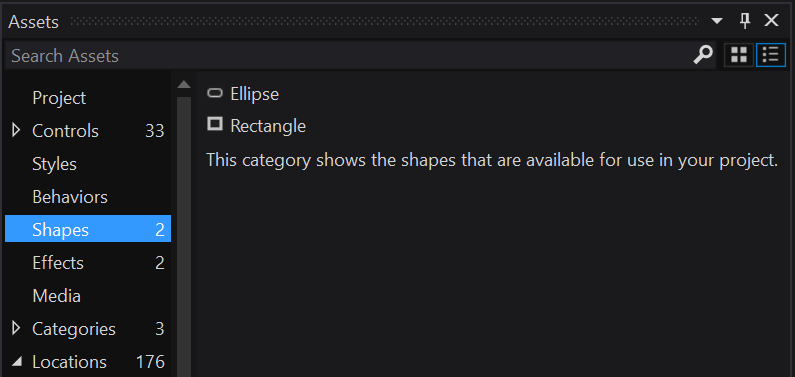 Assets
Search Assets
Project
Controls 33
Styles
Behaviors
Shapes 2
Effects 2
Media
Categories 3
Locations 176
Ellipse
Rectangle
This category shows the shapes that are available for use in your project.